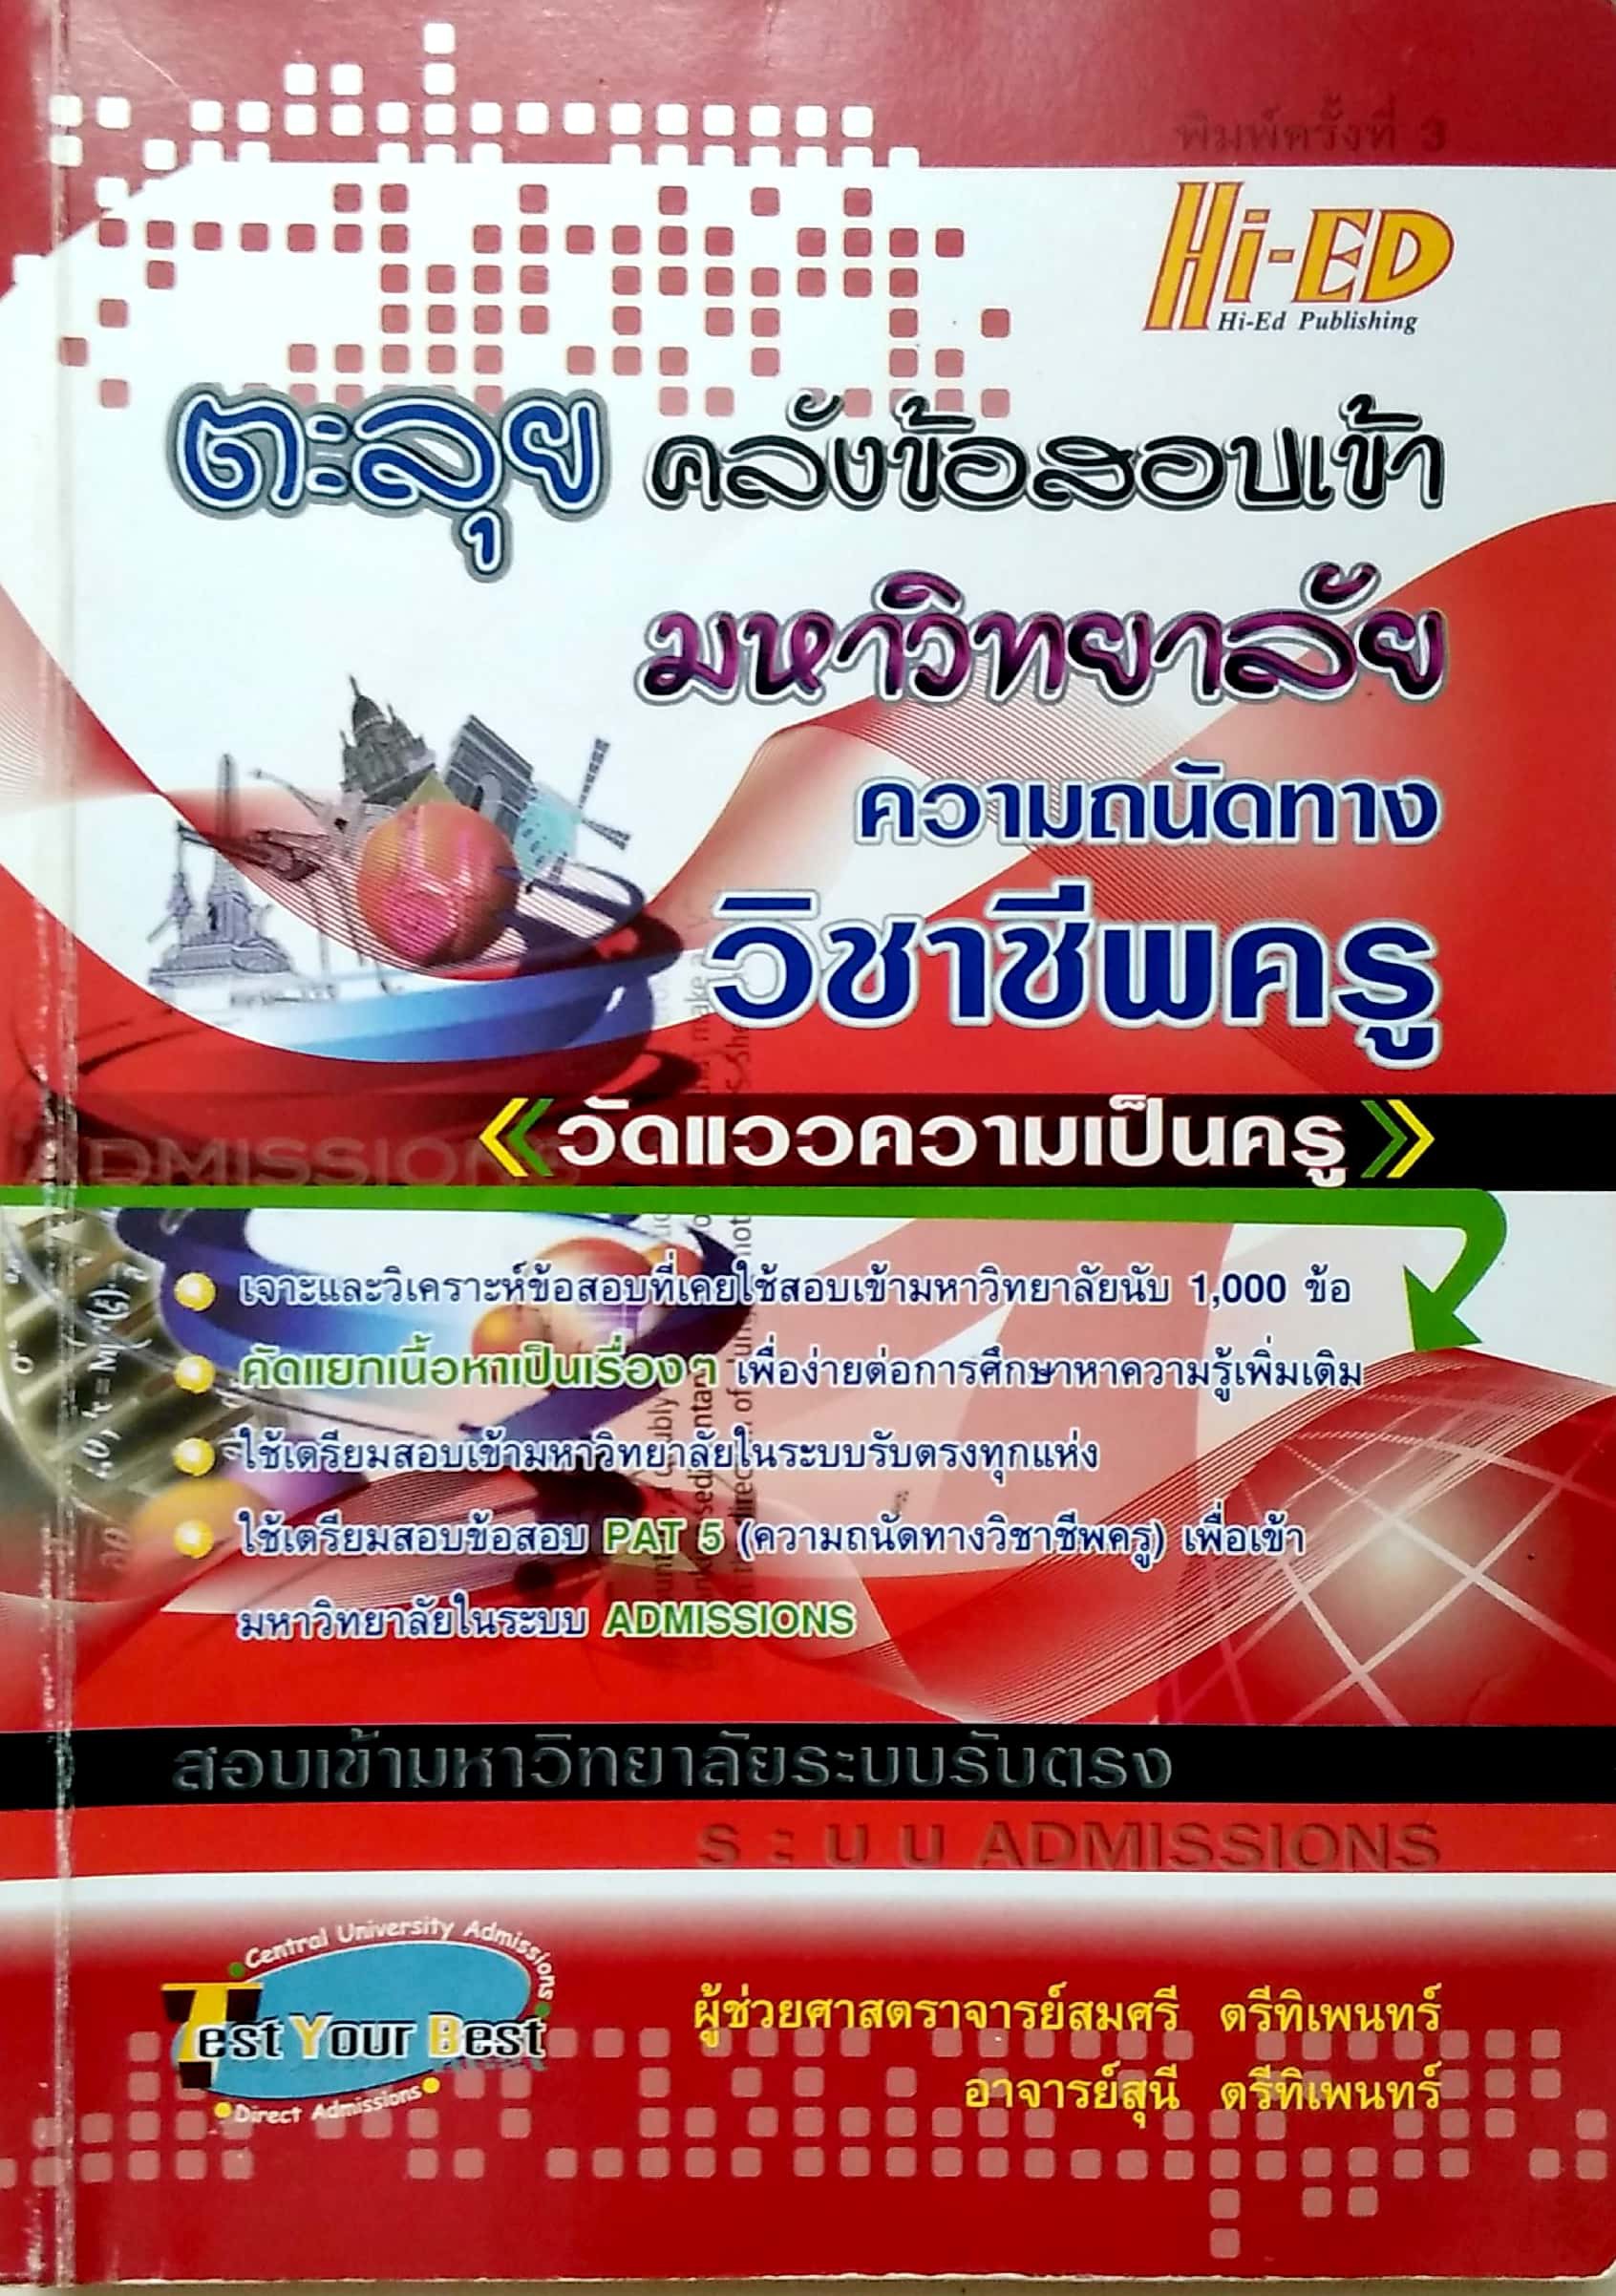 พิมพ์ครั้งที่ 3
Hi-ED
Hi-Ed Publishing
ตะลุย คลังข้อสอบเข้า
มหาวิทยาลัย
ความถนัดทาง
วิชาชีพครู
ADMISSIONS
วัดแววความเป็นครู
เจาะและวิเคราะห์ข้อสอบที่เคยใช้สอบเข้ามหาวิทยาลัยนับ 1,000 ข้อ
คัดแยกเนื้อหาเป็นเรื่องๆ เพื่อง่ายต่อการศึกษาหาความรู้เพิ่มเติม
ใช้เตรียมสอบเข้ามหาวิทยาลัยในระบบรับตรงทุกแห่ง
ใช้เตรียมสอบข้อสอบ PAT 5 (ความถนัดทางวิชาชีพครู) เพื่อเข้า
มหาวิทยาลัยในระบบ ADMISSIONS
สอบเข้ามหาวิทยาลัยระบบรับตรง
ระบบ ADMISSIONS
Central University Admissions
Test Your Best
Direct Admissions
ผู้ช่วยศาสตราจารย์สมศรี ตรีทิเพนทร์
อาจารย์สุนี ตรีทิเพนทร์